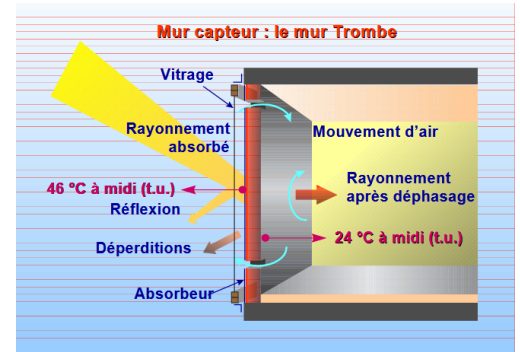 Mur capteur : le mur Trombe
Vitrage
Rayonnement
absorbé
Mouvement d'air
46 °C à midi (t.u.)
Réflexion
Rayonnement
après déphasage
Déperditions
24 °C à midi (t.u.)
Absorbeur